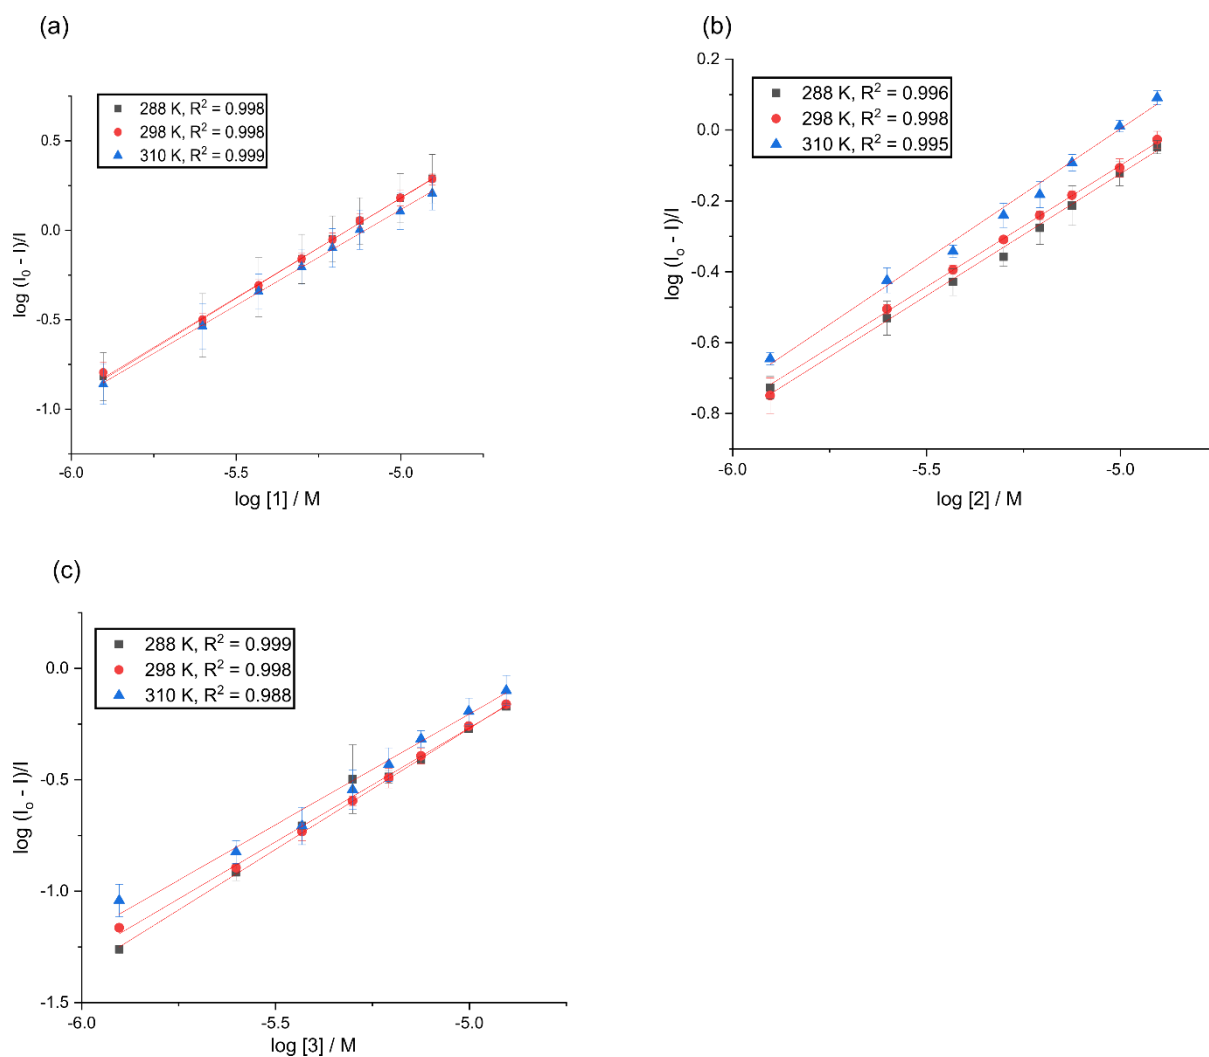 (a)
288 K, R² = 0.998
298 K, R² = 0.998
310 K, R² = 0.999
0.5
0.0
-0.5
-1.0
log (I₀ - I)/I
-6.0
-5.5
-5.0
log [1] / M
(b)
288 K, R² = 0.996
298 K, R² = 0.998
310 K, R² = 0.995
0.2
0.0
-0.2
-0.4
-0.6
-0.8
log (I₀ - I)/I
-6.0
-5.5
-5.0
log [2] / M
(c)
288 K, R² = 0.999
298 K, R² = 0.998
310 K, R² = 0.988
0.0
-0.5
-1.0
-1.5
log (I₀ - I)/I
-6.0
-5.5
-5.0
log [3] / M